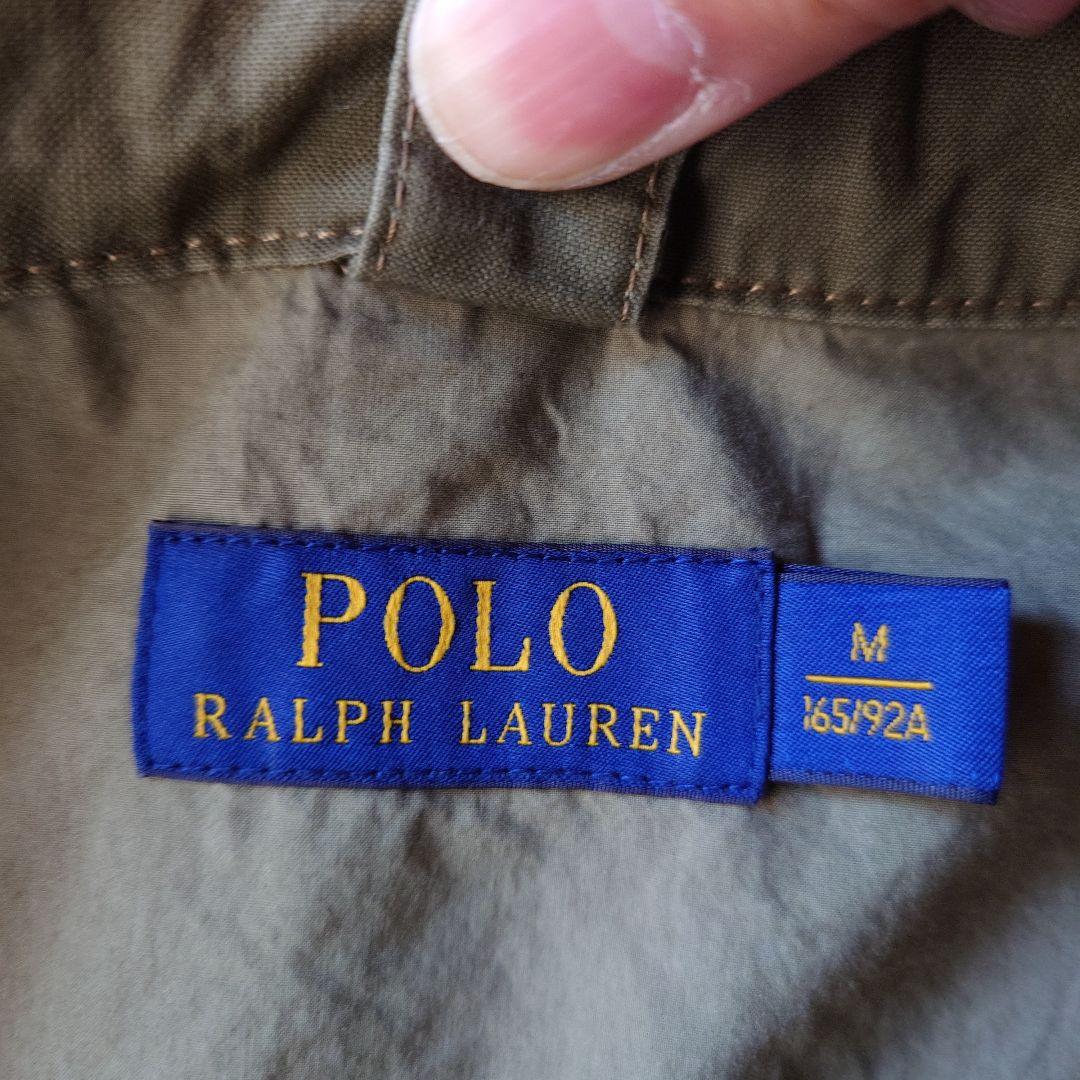 POLO
RALPH LAUREN
M
165/92A